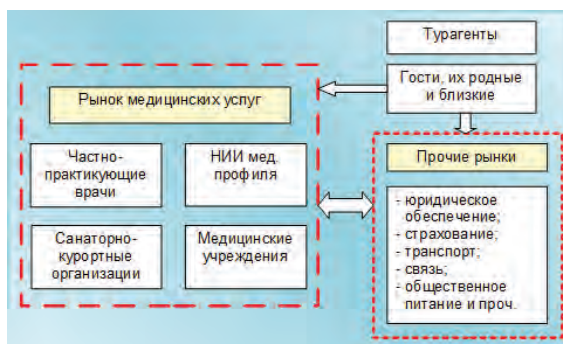 Турагенты
Гости, их родные
и близкие
Рынок медицинских услуг
Частно-
практикующие
врачи
НИИ мед.
профиля
Санаторно-
курортные
организации
Медицинские
учреждения
Прочие рынки
- юридическое
обеспечение;
- страхование;
- транспорт;
- связь;
- общественное
питание и проч.